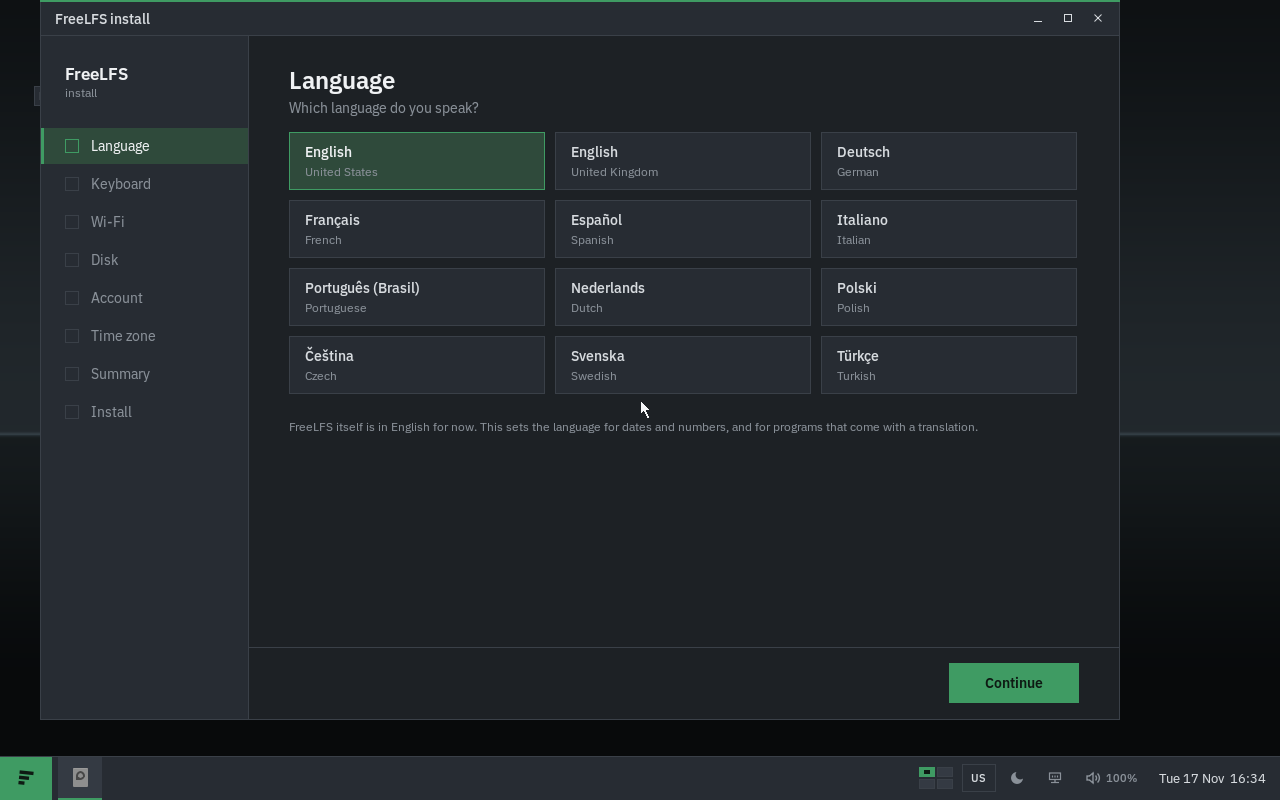 FreeLFS install
FreeLFS
install
Language
Keyboard
Wi-Fi
Disk
Account
Time zone
Summary
Install
Language
Which language do you speak?
English
United States
English
United Kingdom
Deutsch
German
Français
French
Español
Spanish
Italiano
Italian
Português (Brasil)
Portuguese
Nederlands
Dutch
Polski
Polish
Čeština
Czech
Svenska
Swedish
Türkçe
Turkish
FreeLFS itself is in English for now. This sets the language for dates and numbers, and for programs that come with a translation.
Continue
US
100%
Tue 17 Nov 16:34